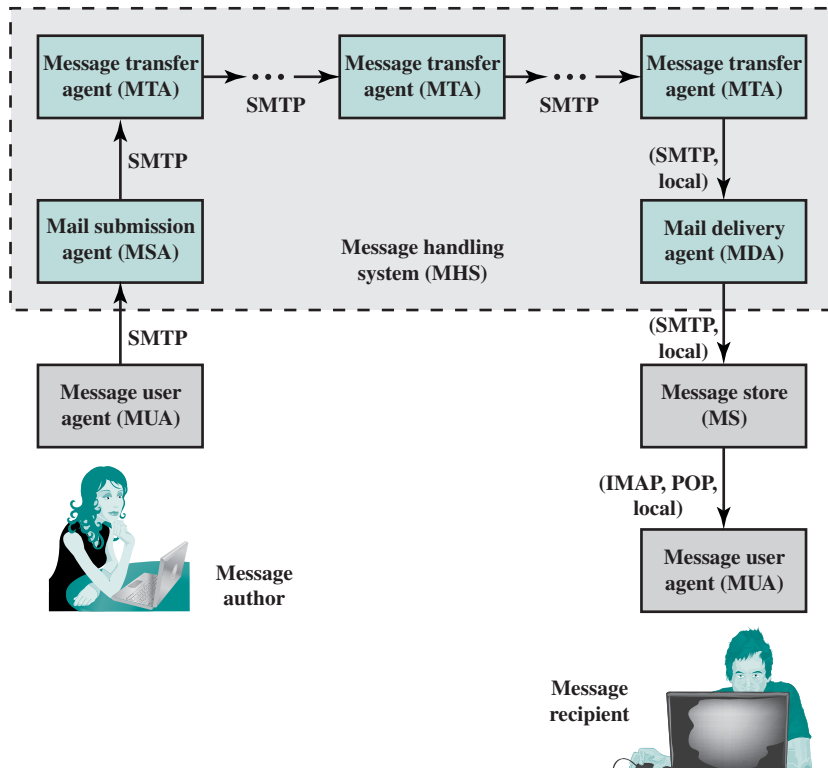 Message transfer
agent (MTA)
SMTP
Message transfer
agent (MTA)
SMTP
Message transfer
agent (MTA)
SMTP
(SMTP,
local)
Mail submission
agent (MSA)
Message handling
system (MHS)
Mail delivery
agent (MDA)
SMTP
(SMTP,
local)
Message user
agent (MUA)
Message store
(MS)
(IMAP, POP,
local)
Message
author
Message user
agent (MUA)
Message
recipient